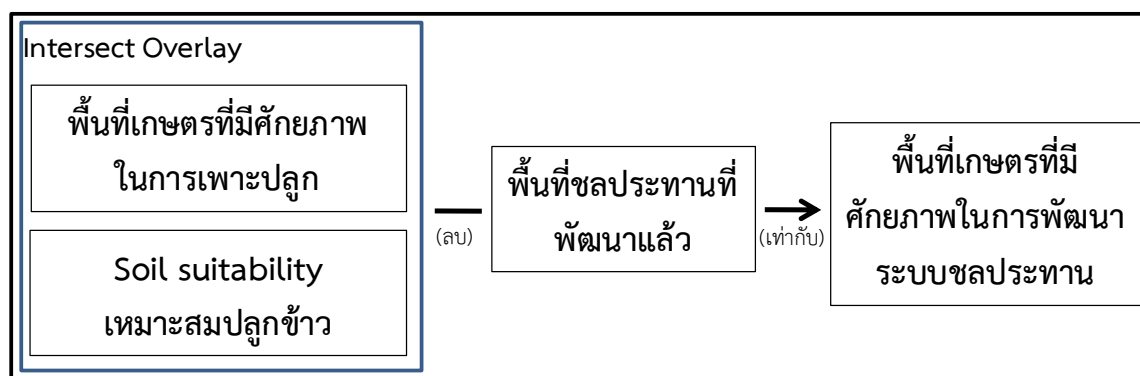 Intersect Overlay
พื้นที่เกษตรที่มีศักยภาพ
ในการเพาะปลูก
Soil suitability
เหมาะสมปลูกข้าว
(ลบ)
พื้นที่ชลประทานที่
พัฒนาแล้ว
(เท่ากับ)
พื้นที่เกษตรที่มี
ศักยภาพในการพัฒนา
ระบบชลประทาน